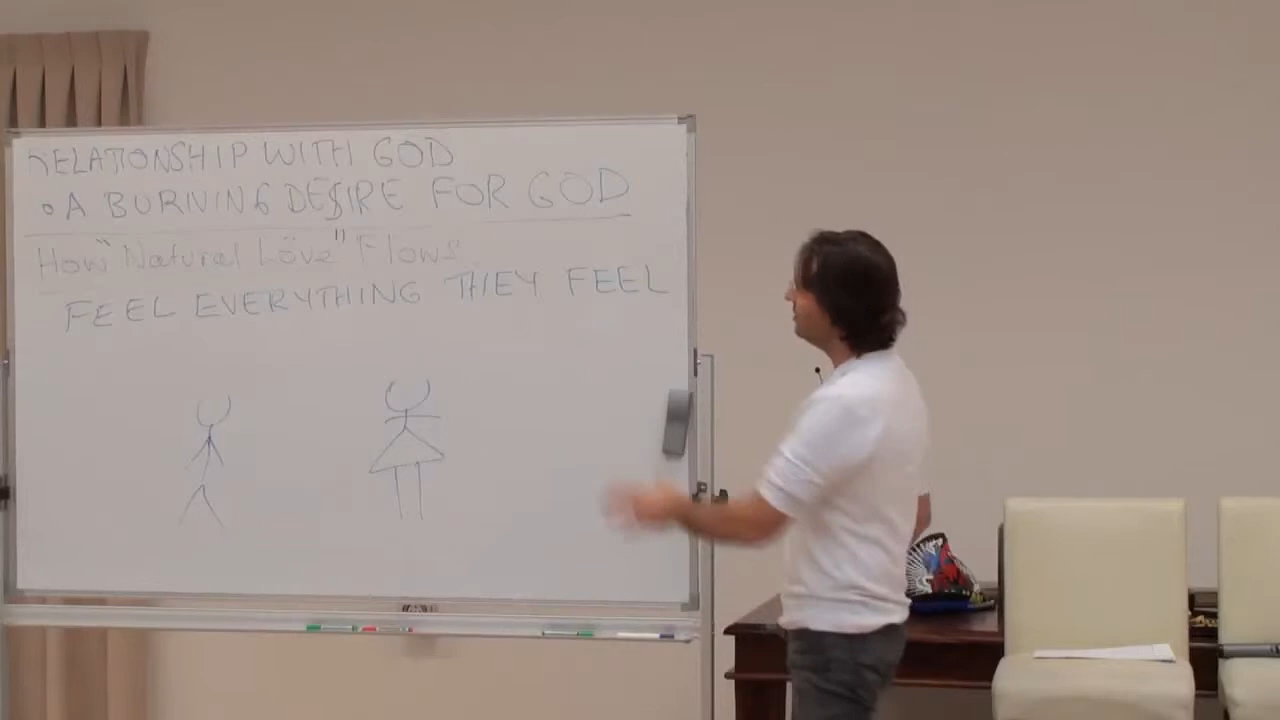 RELATIONSHIP WITH GOD
• A BURNING DESIRE FOR GOD
How "Natural Love" Flows
FEEL EVERYTHING THEY FEEL